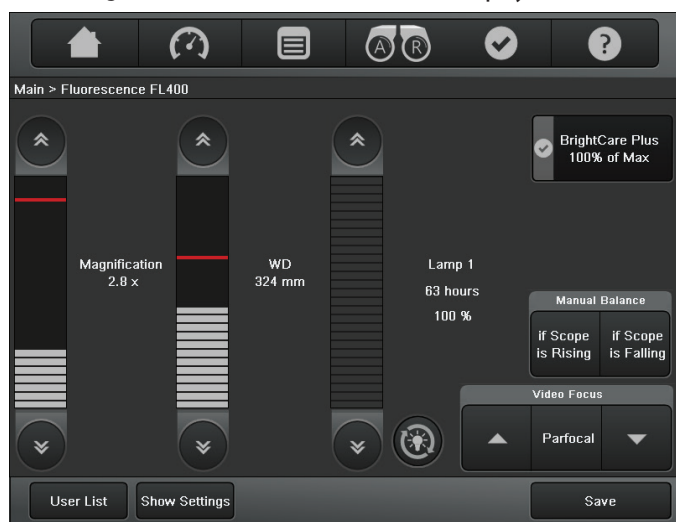 A R ?
Main > Fluorescence FL400
BrightCare Plus
100% of Max
Magnification
2.8 x
WD
324 mm
Lamp 1
63 hours
100 %
Manual Balance
if Scope
is Rising
if Scope
is Falling
Video Focus
Parfocal
User List
Show Settings
Save